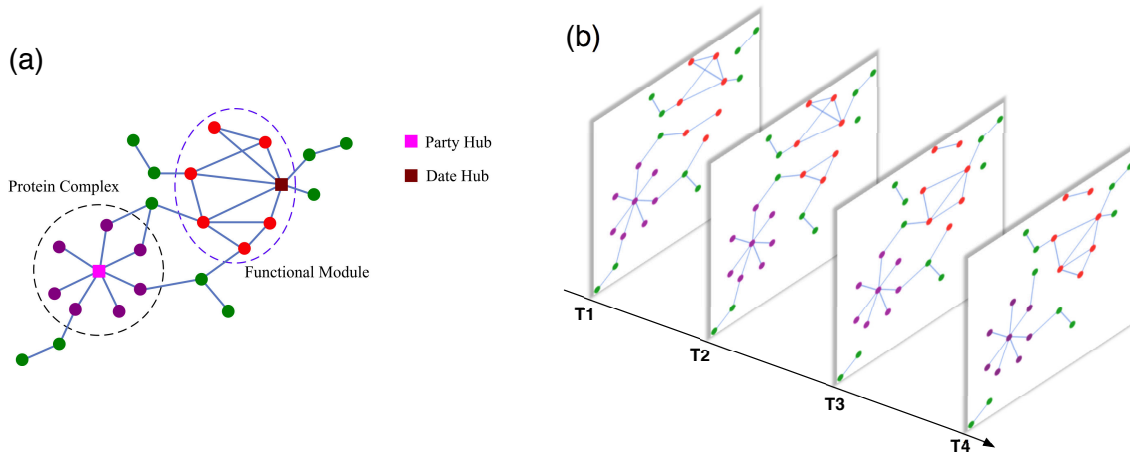 (a)
(b)
Party Hub
Date Hub
Protein Complex
Functional Module
T1
T2
T3
T4